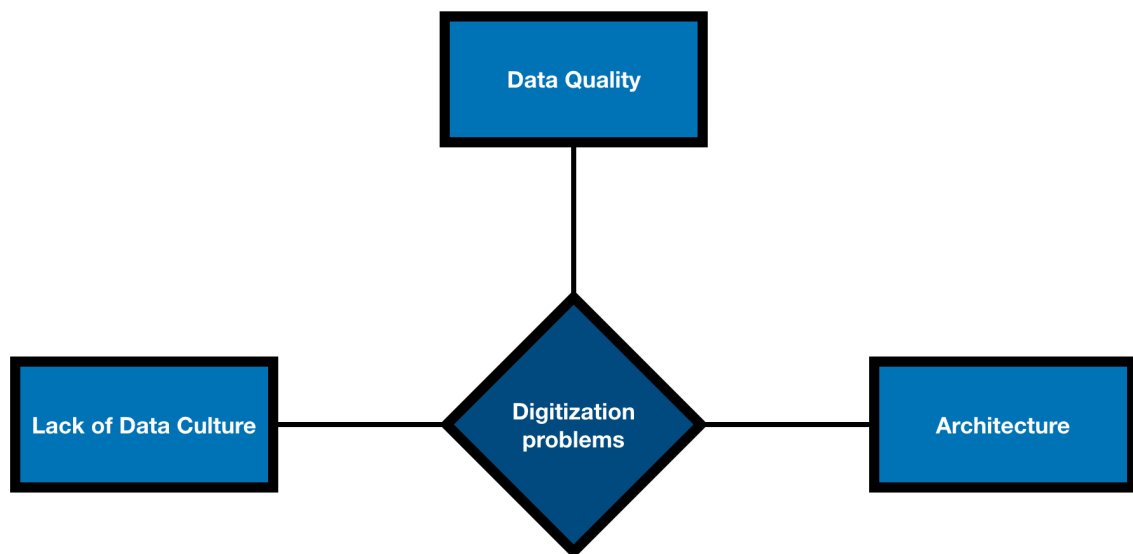 Data Quality
Lack of Data Culture
Digitization
problems
Architecture